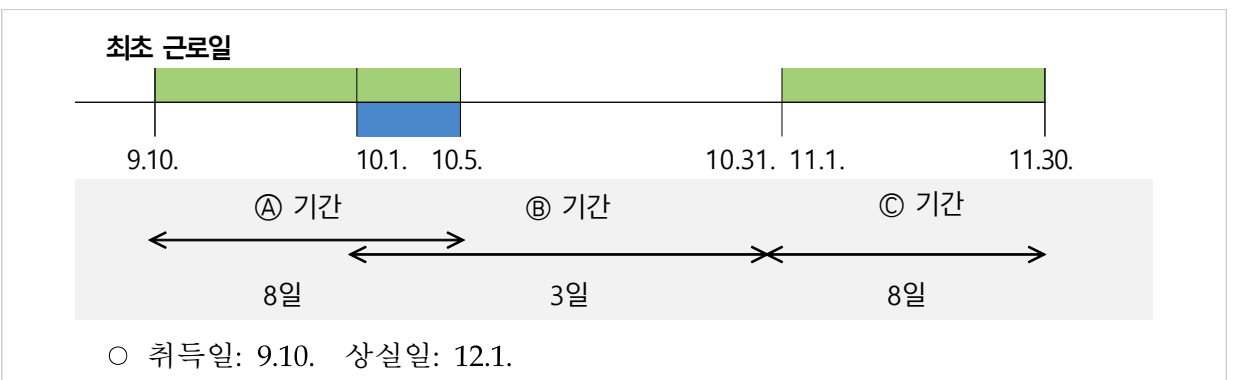 최초 근로일
9.10. 10.1. 10.5. 10.31. 11.1. 11.30.
Ⓐ 기간 Ⓑ 기간 Ⓒ 기간
8일 3일 8일
○ 취득일: 9.10. 상실일: 12.1.